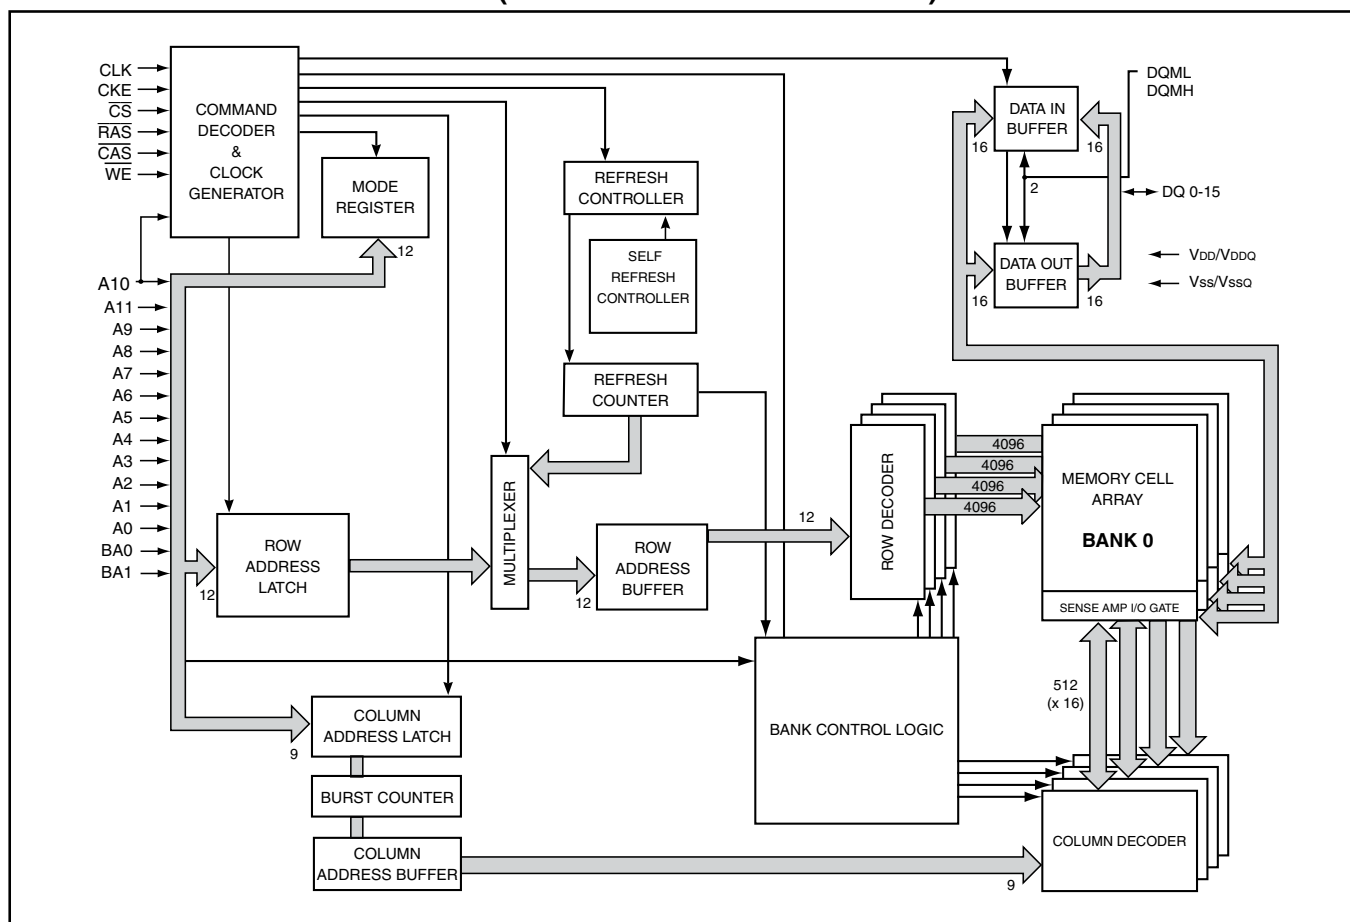 CLK
CKE
CS
RAS
CAS
WE
A10
A11
A9
A8
A7
A6
A5
A4
A3
A2
A1
A0
BA0
BA1
COMMAND
DECODER
&
CLOCK
GENERATOR
MODE
REGISTER
12
REFRESH
CONTROLLER
SELF
REFRESH
CONTROLLER
REFRESH
COUNTER
DATA IN
BUFFER
16
16
2
DQML
DQMH
DQ 0-15
VDD/VDDQ
Vss/VssQ
DATA OUT
BUFFER
16
16
12
ROW
ADDRESS
LATCH
MULTIPLEXER
12
ROW
ADDRESS
BUFFER
12
ROW DECODER
4096
4096
4096
4096
MEMORY CELL
ARRAY
BANK 0
SENSE AMP I/O GATE
512
(x 16)
BANK CONTROL LOGIC
9
COLUMN
ADDRESS LATCH
BURST COUNTER
COLUMN
ADDRESS BUFFER
9
COLUMN DECODER